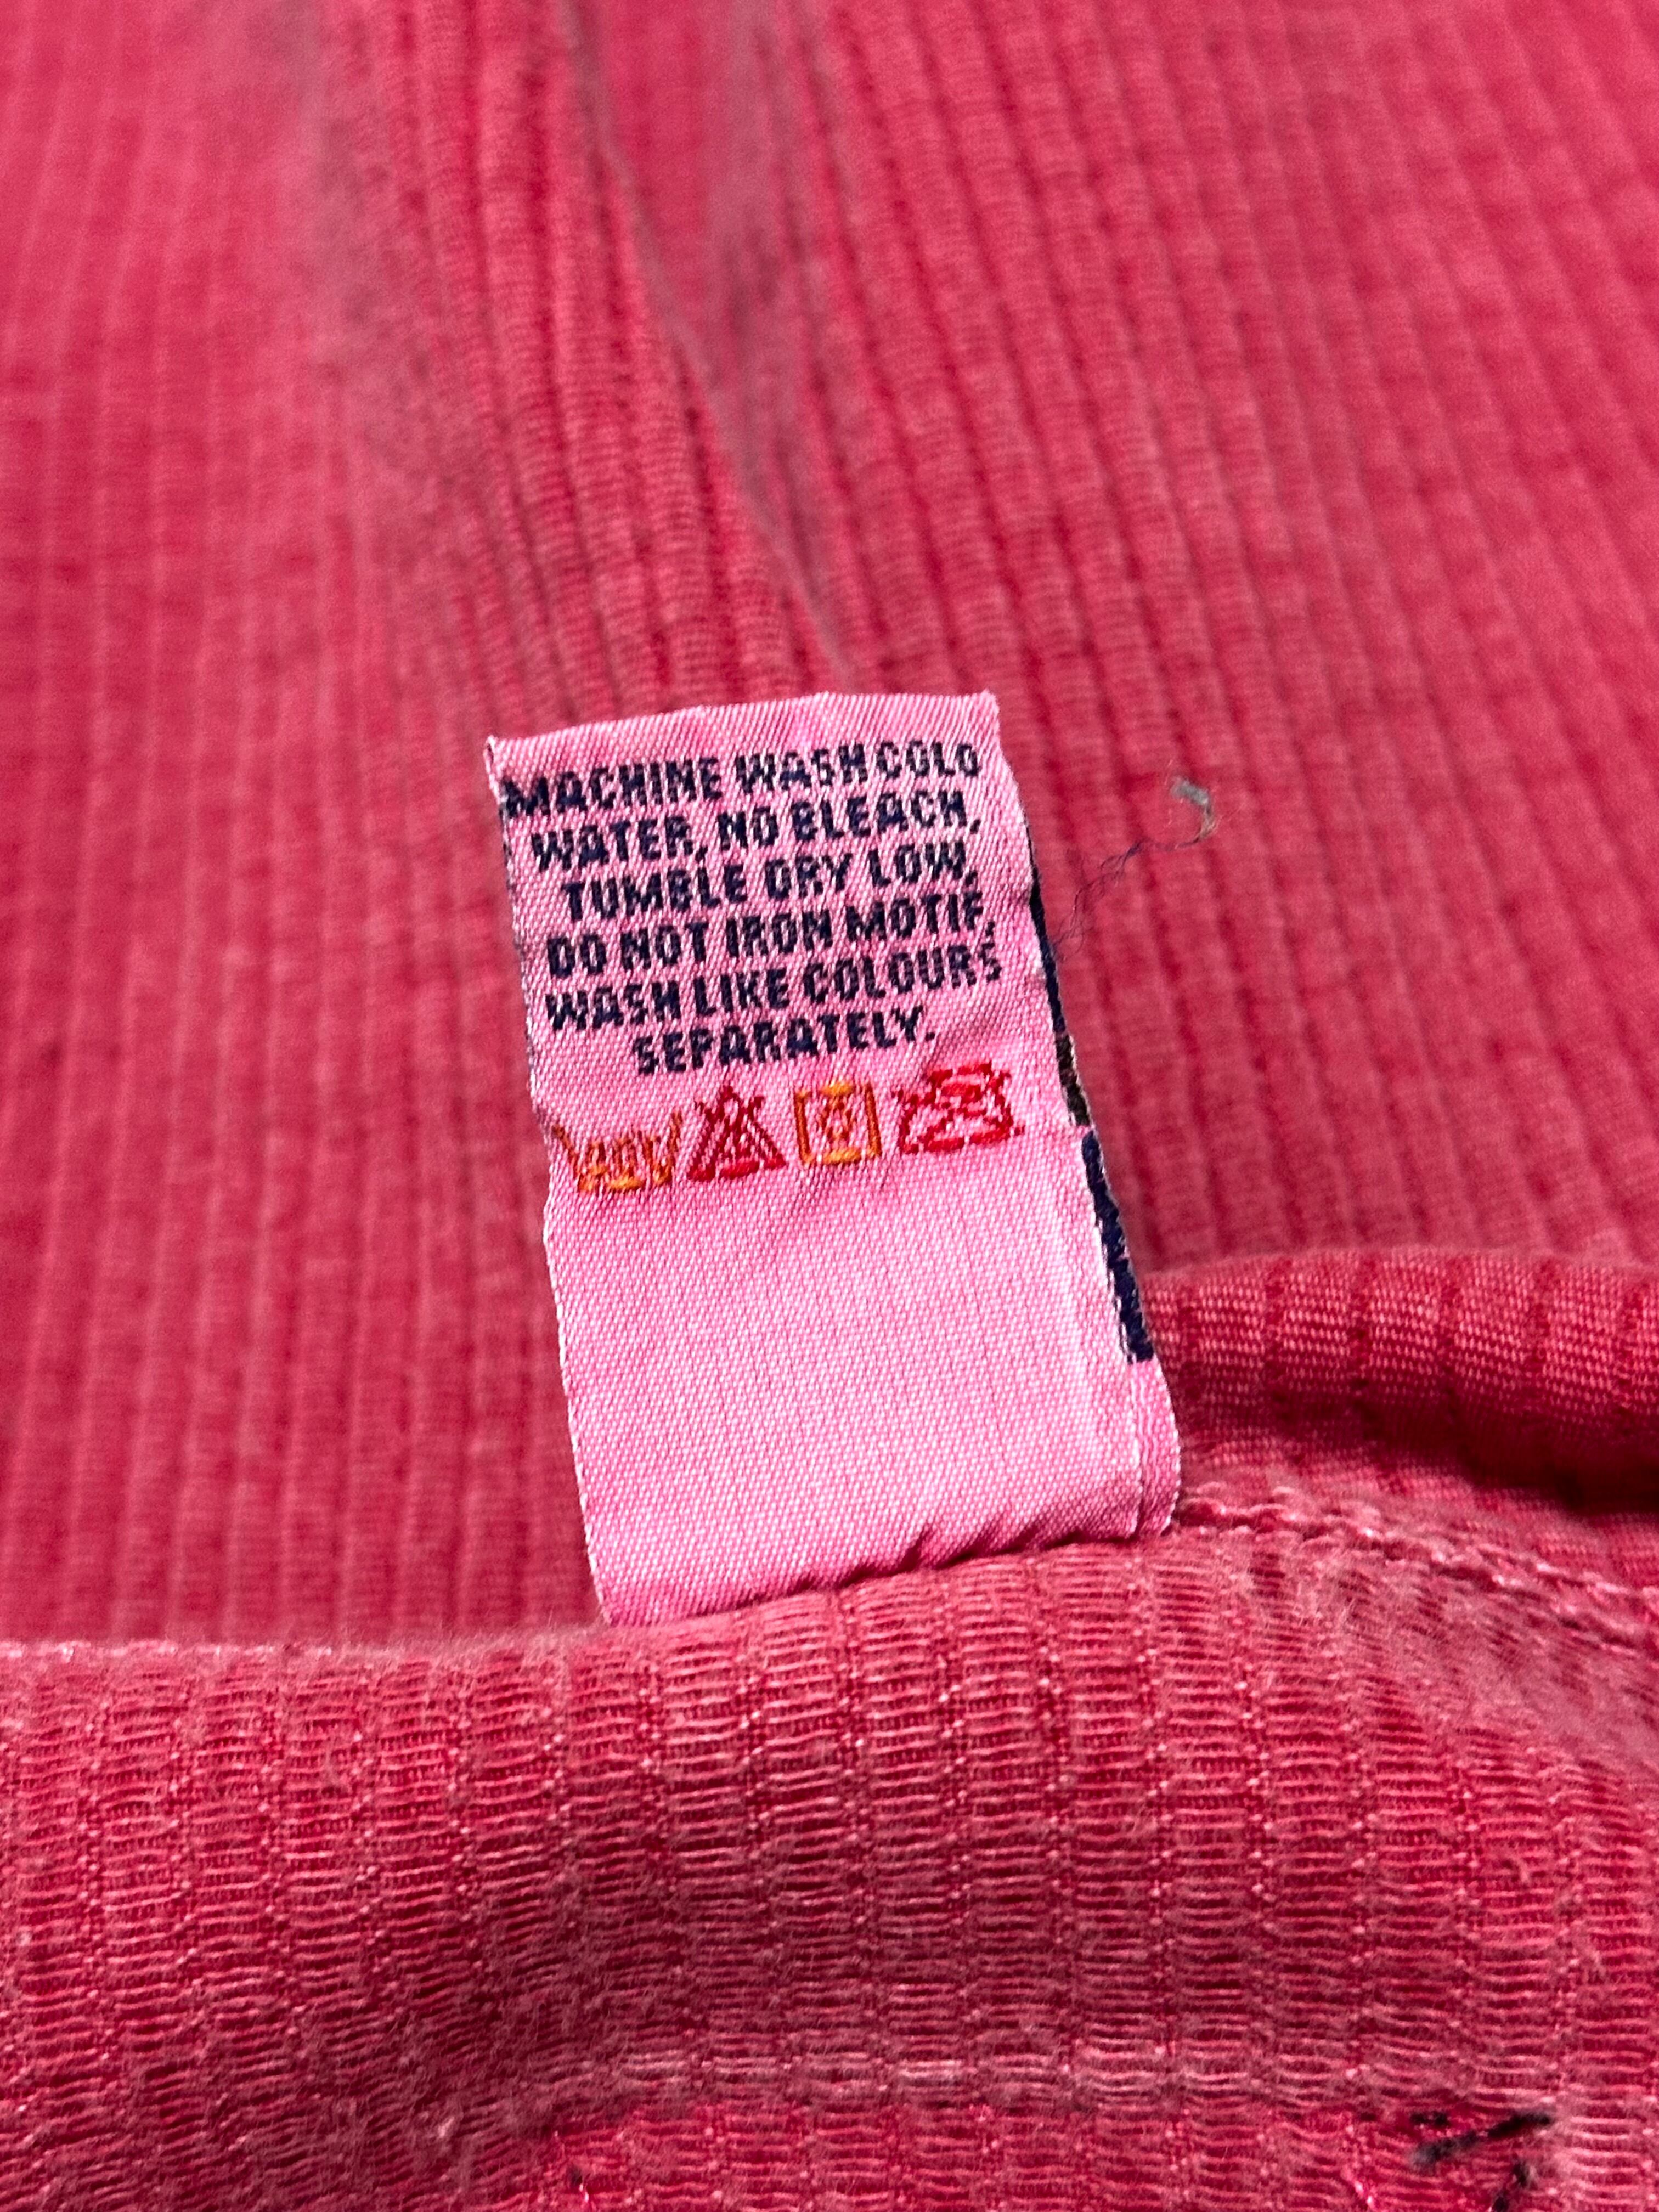 MACHINE WASH COLD
WATER, NO BLEACH,
TUMBLE DRY LOW,
DO NOT IRON MOTIF,
WASH LIKE COLOURS
SEPARATELY.